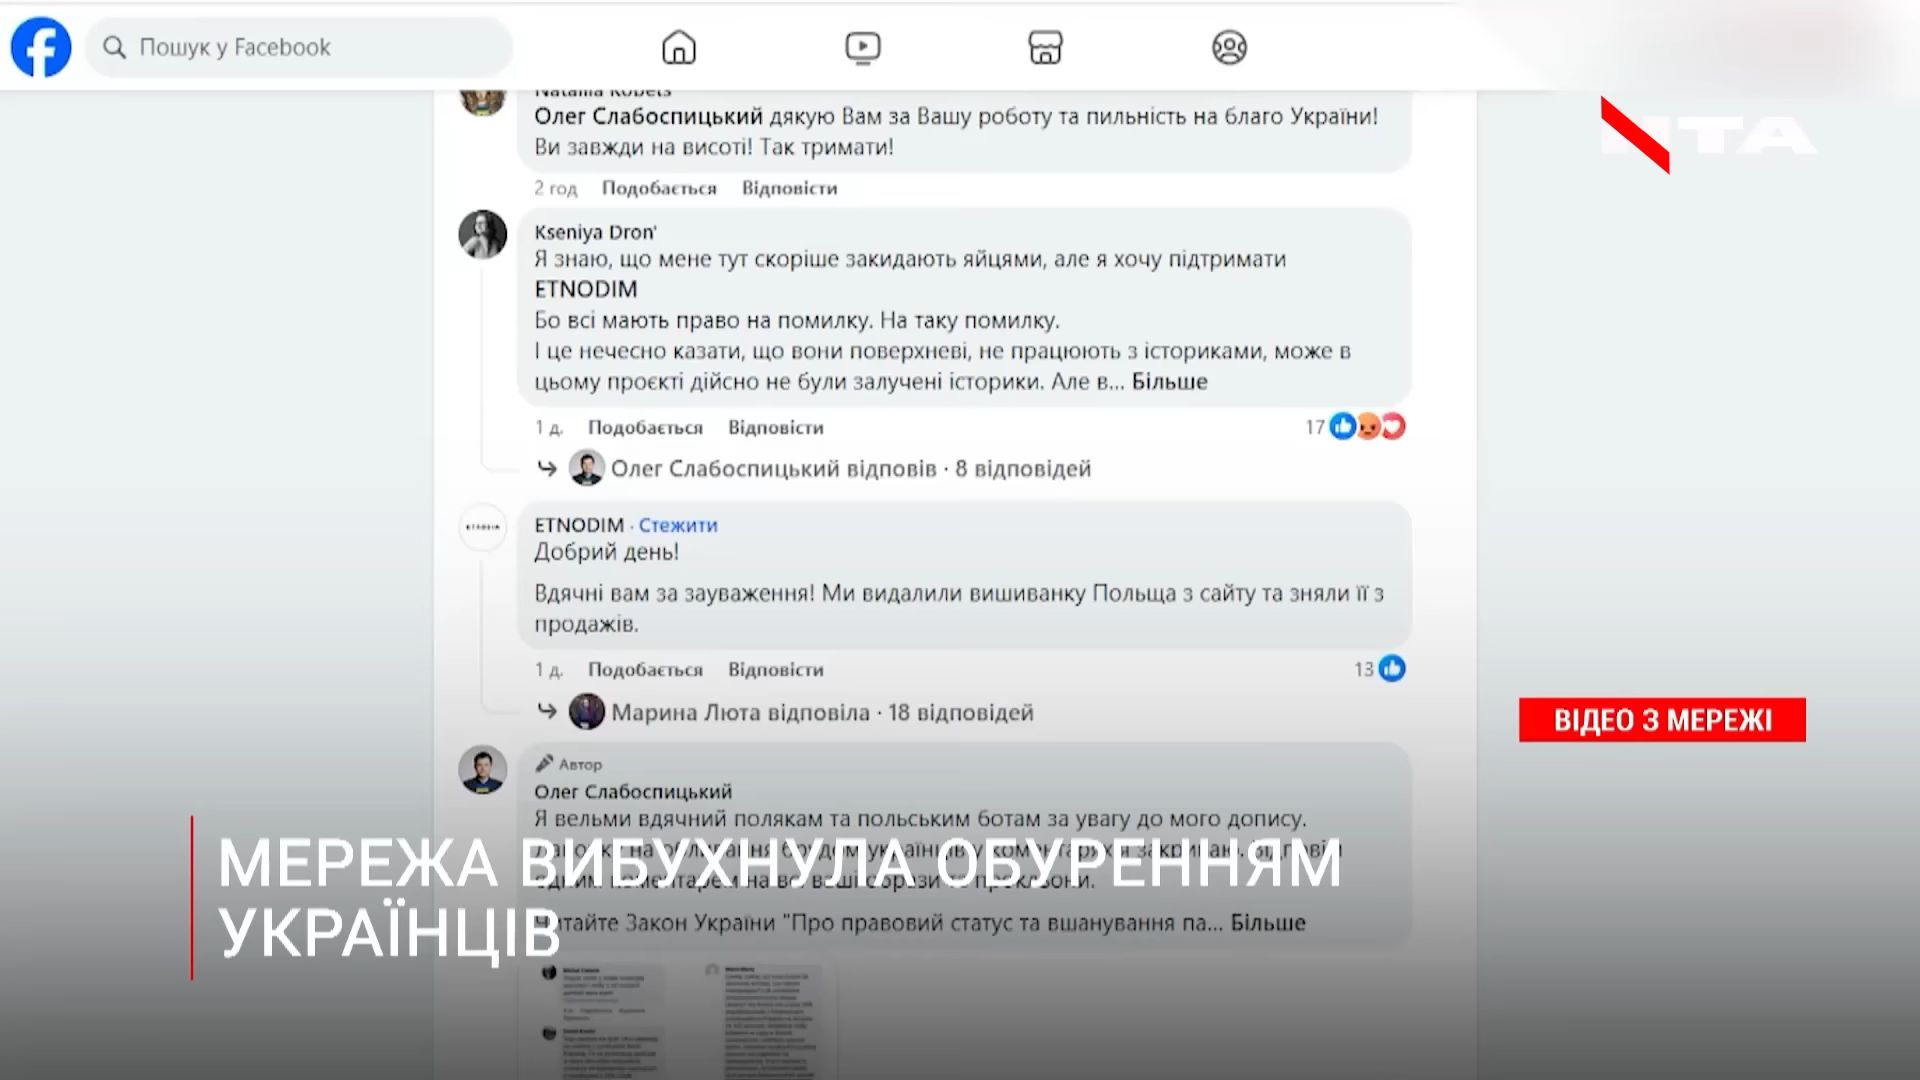 Пошук у Facebook
Nataliia Kobets
Олег Слабоспицький дякую Вам за Вашу роботу та пильність на благо України!
Ви завжди на висоті! Так тримати!
2 год Подобається Відповісти
НТА
Kseniya Dron'
Я знаю, що мене тут скоріше закидають яйцями, але я хочу підтримати
ETNODIM
Бо всі мають право на помилку. На таку помилку.
І це нечесно казати, що вони поверхневі, не працюють з істориками, може в
цьому проєкті дійсно не були залучені історики. Але в... Більше
1 д. Подобається Відповісти 17
Олег Слабоспицький відповів · 8 відповідей
ETNODIM
ETNODIM · Стежити
Добрий день!
Вдячні вам за зауваження! Ми видалили вишиванку Польща з сайту та зняли її з
продажів.
1 д. Подобається Відповісти 13
Марина Люта відповіла · 18 відповідей
ВІДЕО З МЕРЕЖІ
Автор
Олег Слабоспицький
Я вельми вдячний полякам та польським ботам за увагу до мого допису.
МЕРЕЖА ВИБУХНУЛА ОБУРЕННЯМ
УКРАЇНЦІВ
Читайте Закон України "Про правовий статус та вшанування па... Більше